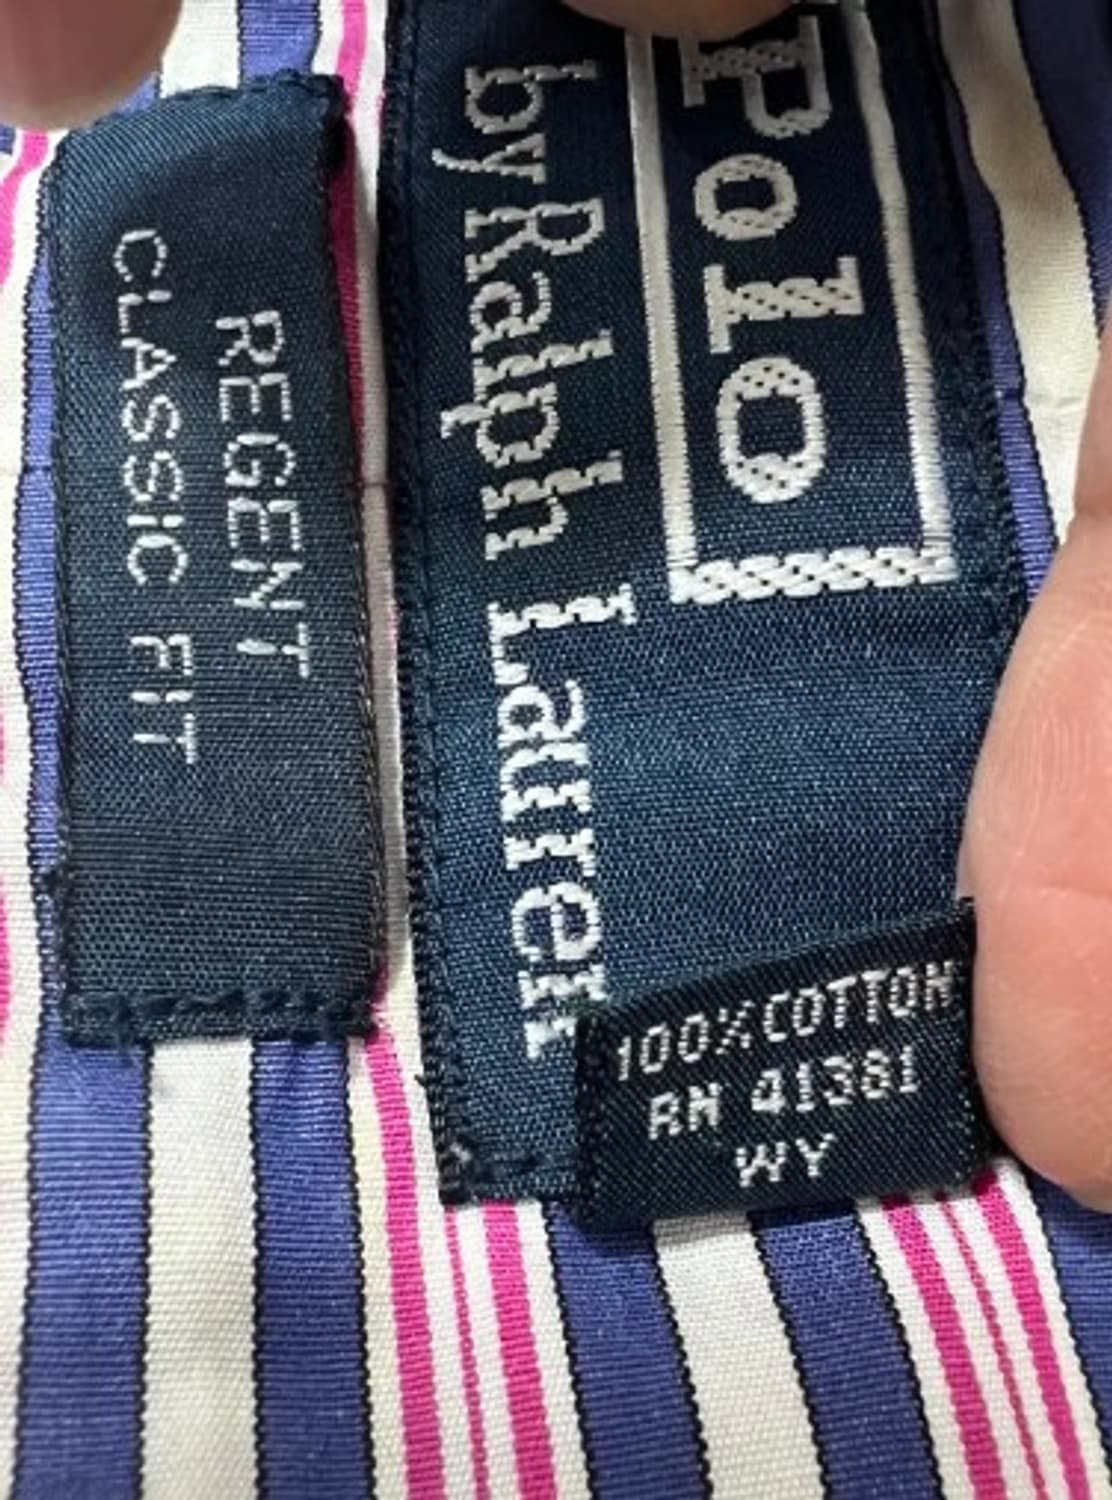 Polo
by Ralph Lauren
REGENT
CLASSIC FIT
100% COTTON
RN 41381
WY